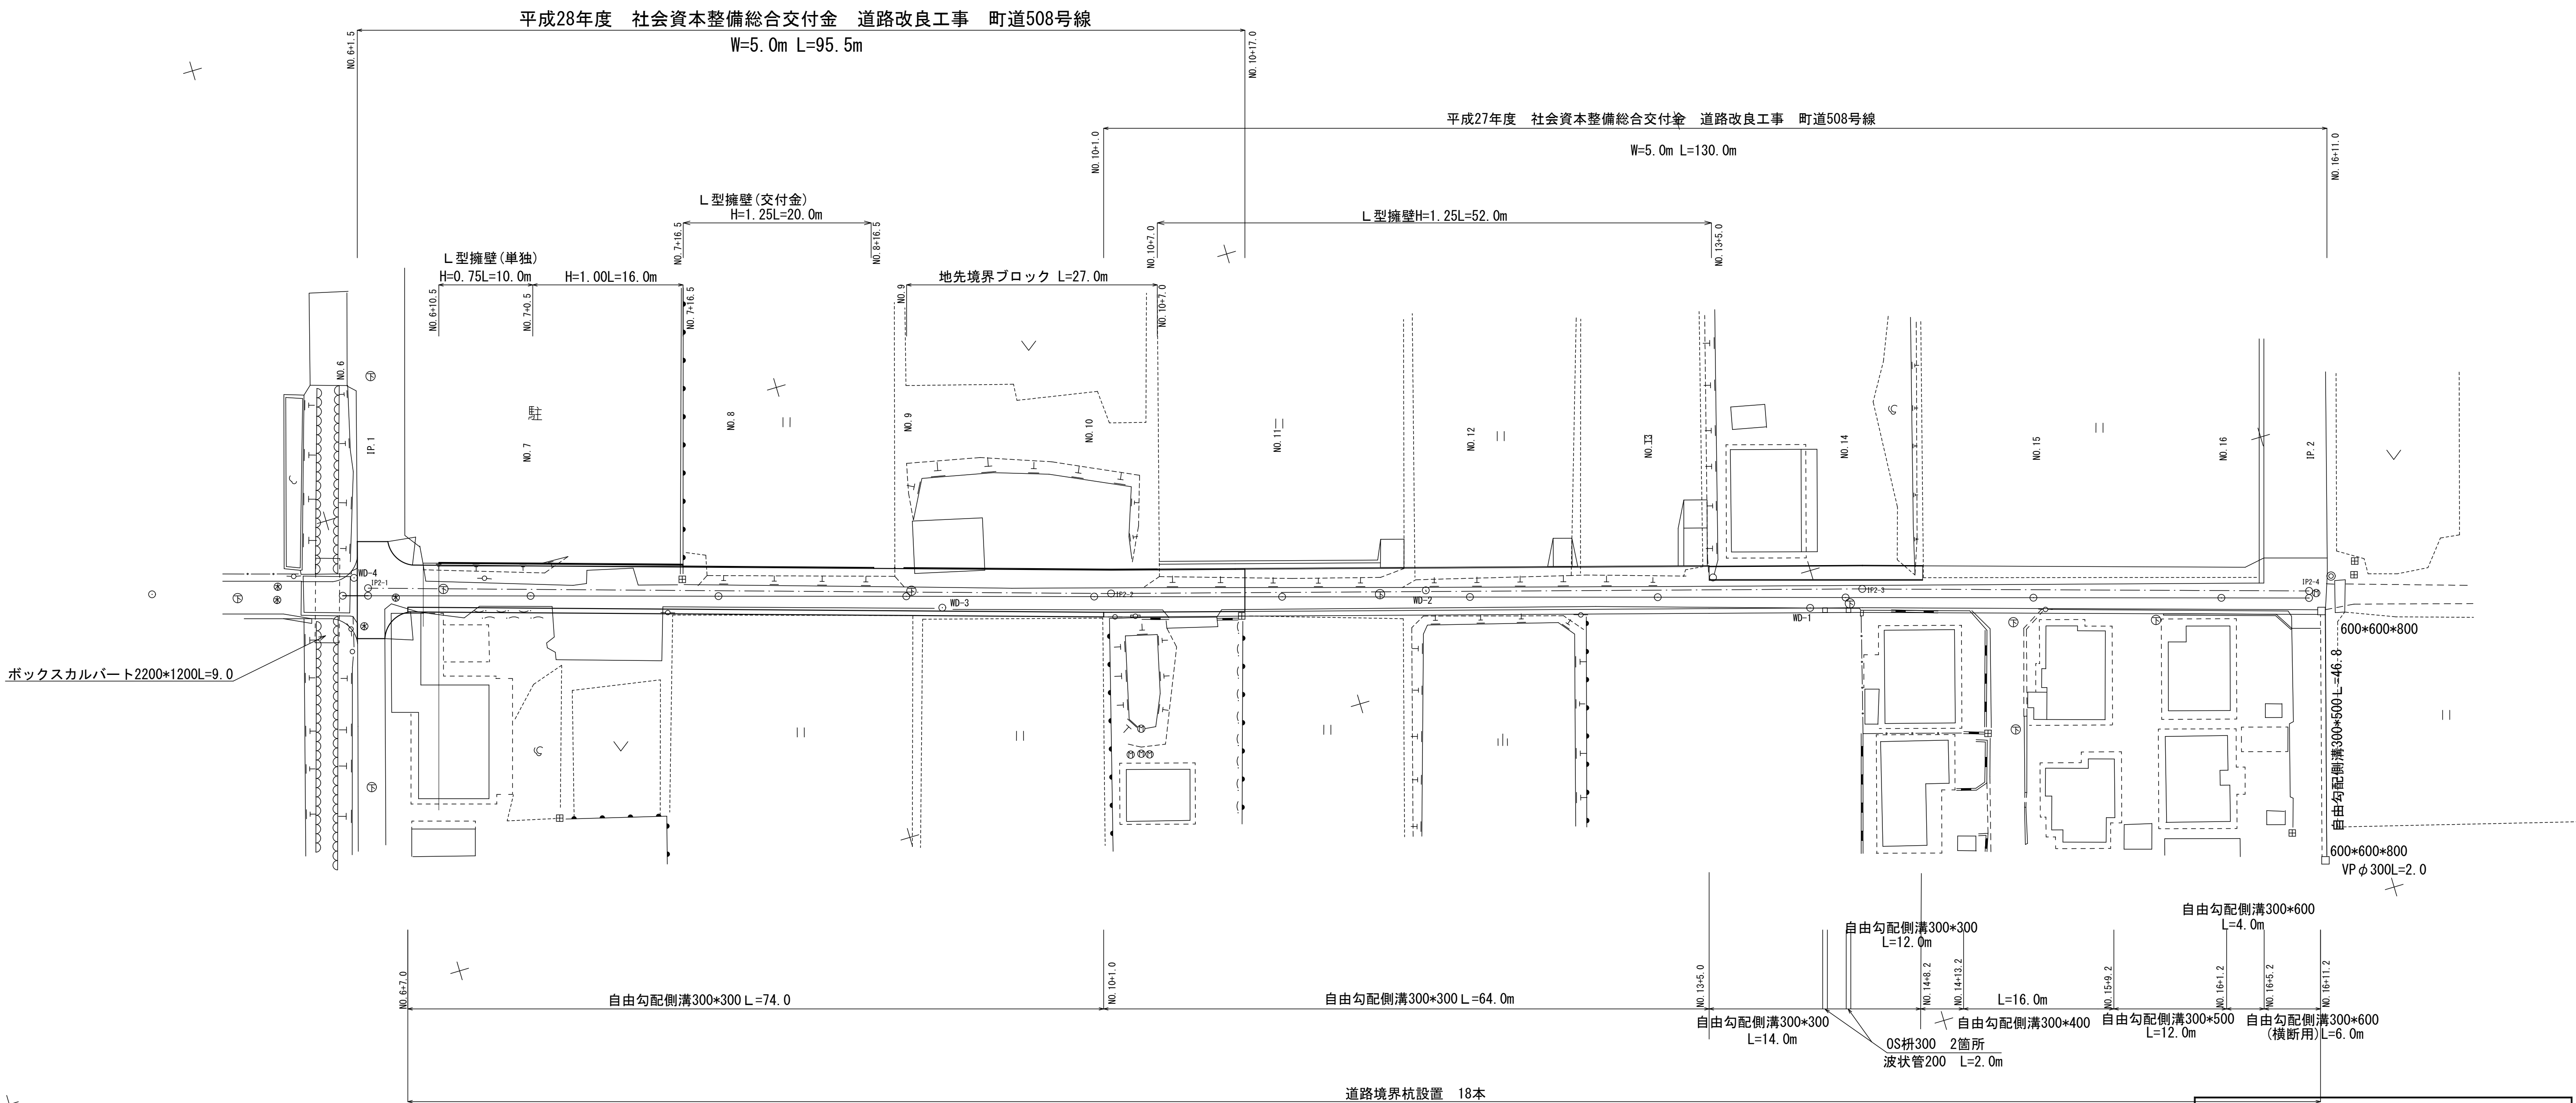 平成28年度　社会資本整備総合交付金　道路改良工事　町道508号線
W=5.0m L=95.5m
NO.6+1.5
NO.10+17.0
平成27年度　社会資本整備総合交付金　道路改良工事　町道508号線
W=5.0m L=130.0m
NO.10+1.0
NO.16+11.0
L型擁壁(交付金)
H=1.25L=20.0m
NO.7+16.5
NO.8+16.5
L型擁壁H=1.25L=52.0m
NO.10+7.0
NO.13+5.0
L型擁壁(単独)
H=0.75L=10.0m
H=1.00L=16.0m
NO.6+10.5
NO.7+0.5
NO.7+16.5
地先境界ブロック L=27.0m
NO.9
NO.10+7.0
NO.6
IP.1
駐
NO.7
NO.8
NO.9
NO.10
NO.11
NO.12
NO.13
NO.14
NO.15
NO.16
IP.2
WD-4
IP2-1
WD-3
IP2-2
WD-2
IP2-3
WD-1
IP2-4
600*600*800
自由勾配側溝300*500L=46.8
600*600*800
VPφ300L=2.0
ボックスカルバート2200*1200L=9.0
NO.6+7.0
自由勾配側溝300*300L=74.0
NO.10+1.0
自由勾配側溝300*300L=64.0m
NO.13+5.0
自由勾配側溝300*300
L=14.0m
自由勾配側溝300*300
L=12.0m
OS枡300　2箇所
波状管200　L=2.0m
NO.14+8.2
NO.14+13.2
L=16.0m
自由勾配側溝300*400
NO.15+9.2
自由勾配側溝300*500
L=12.0m
NO.16+1.2
自由勾配側溝300*600
L=4.0m
NO.16+5.2
自由勾配側溝300*600
(横断用)L=6.0m
NO.16+11.2
道路境界杭設置　18本